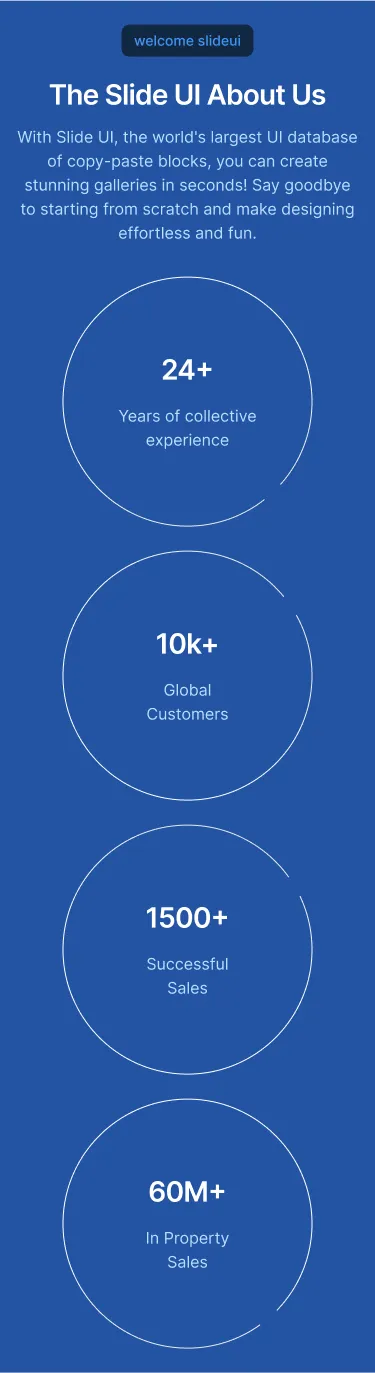 welcome slideui
The Slide UI About Us
With Slide UI, the world's largest UI database
of copy-paste blocks, you can create
stunning galleries in seconds! Say goodbye
to starting from scratch and make designing
effortless and fun.
24+
Years of collective
experience
10k+
Global
Customers
1500+
Successful
Sales
60M+
In Property
Sales